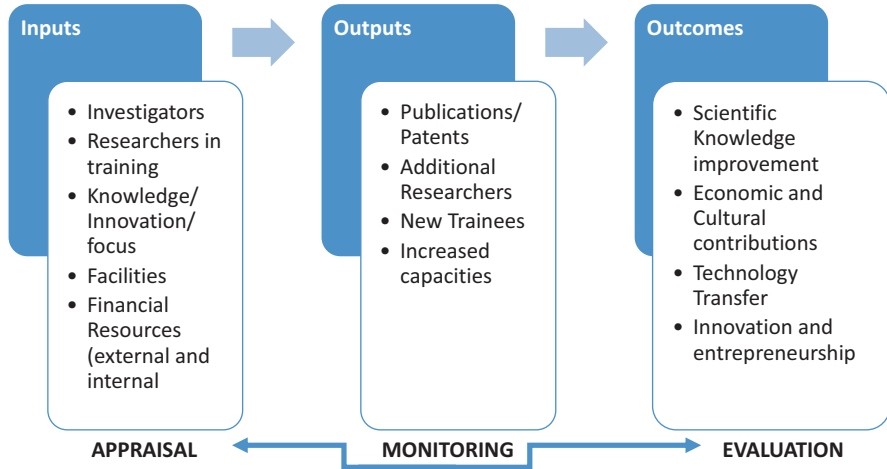 Inputs
• Investigators
• Researchers in
training
• Knowledge/
Innovation/
focus
• Facilities
• Financial
Resources
(external and
internal
Outputs
• Publications/
Patents
• Additional
Researchers
• New Trainees
• Increased
capacities
Outcomes
• Scientific
Knowledge
improvement
• Economic and
Cultural
contributions
• Technology
Transfer
• Innovation and
entrepreneurship
APPRAISAL
MONITORING
EVALUATION